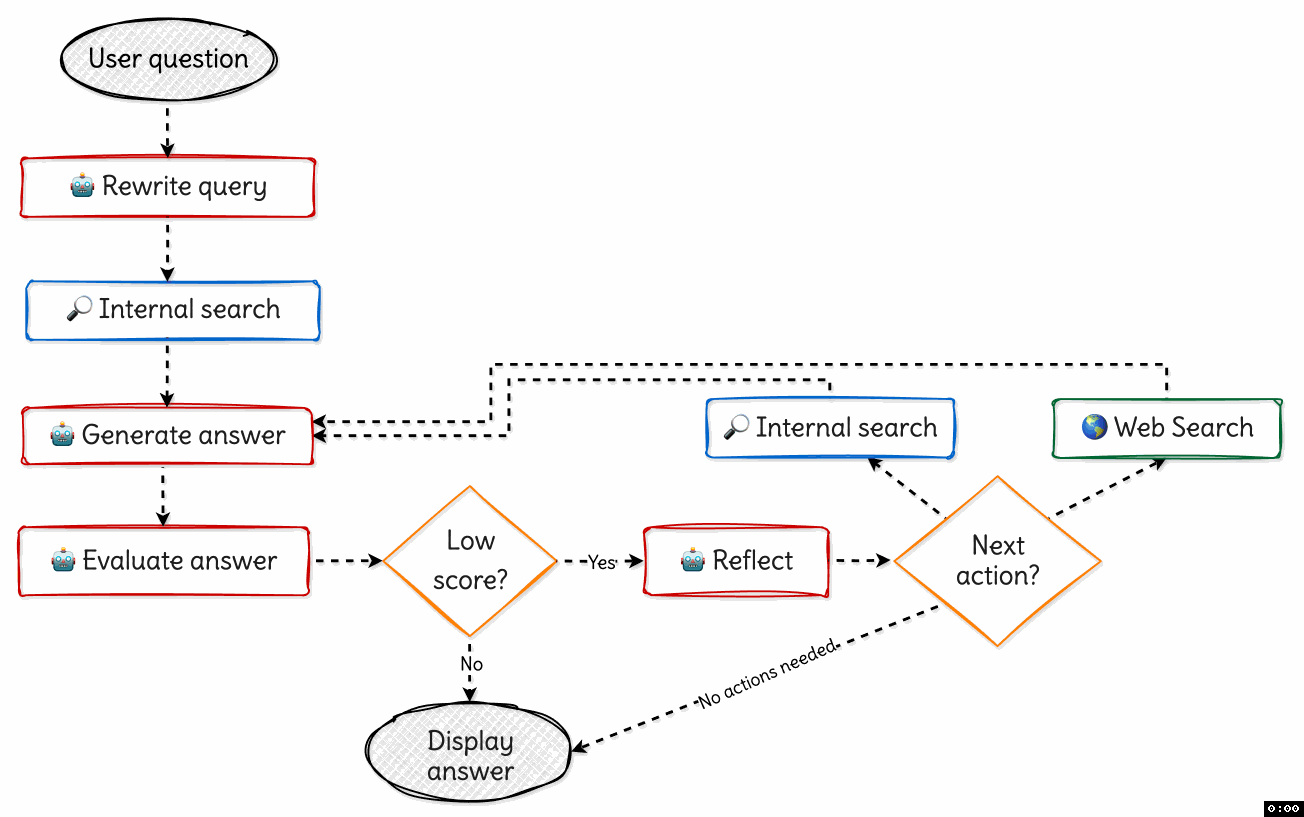 User question
Rewrite query
Internal search
Generate answer
Internal search
Web Search
Evaluate answer
Low
score?
Yes
Reflect
Next
action?
No
No actions needed
Display
answer
0:00